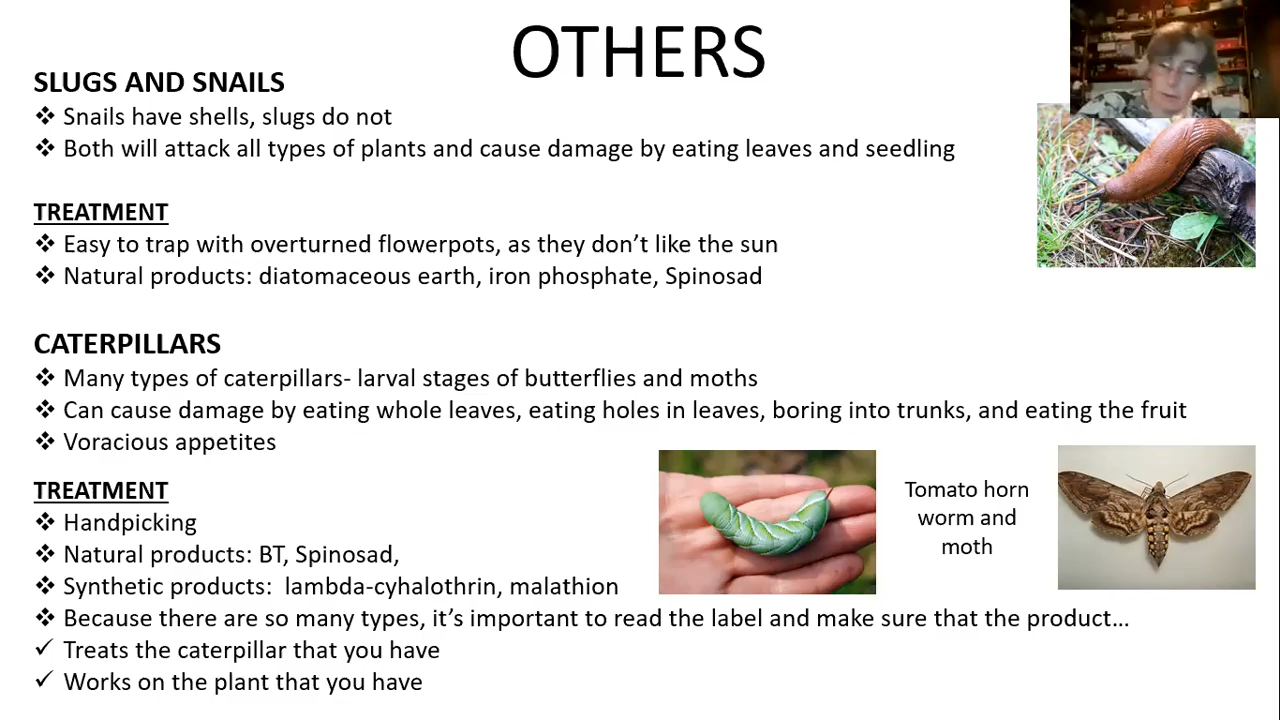 OTHERS
SLUGS AND SNAILS
❖ Snails have shells, slugs do not
❖ Both will attack all types of plants and cause damage by eating leaves and seedling
TREATMENT
❖ Easy to trap with overturned flowerpots, as they don’t like the sun
❖ Natural products: diatomaceous earth, iron phosphate, Spinosad
CATERPILLARS
❖ Many types of caterpillars- larval stages of butterflies and moths
❖ Can cause damage by eating whole leaves, eating holes in leaves, boring into trunks, and eating the fruit
❖ Voracious appetites
TREATMENT
❖ Handpicking
❖ Natural products: BT, Spinosad,
❖ Synthetic products:  lambda-cyhalothrin, malathion
❖ Because there are so many types, it’s important to read the label and make sure that the product…
✓ Treats the caterpillar that you have
✓ Works on the plant that you have
Tomato horn
worm and
moth